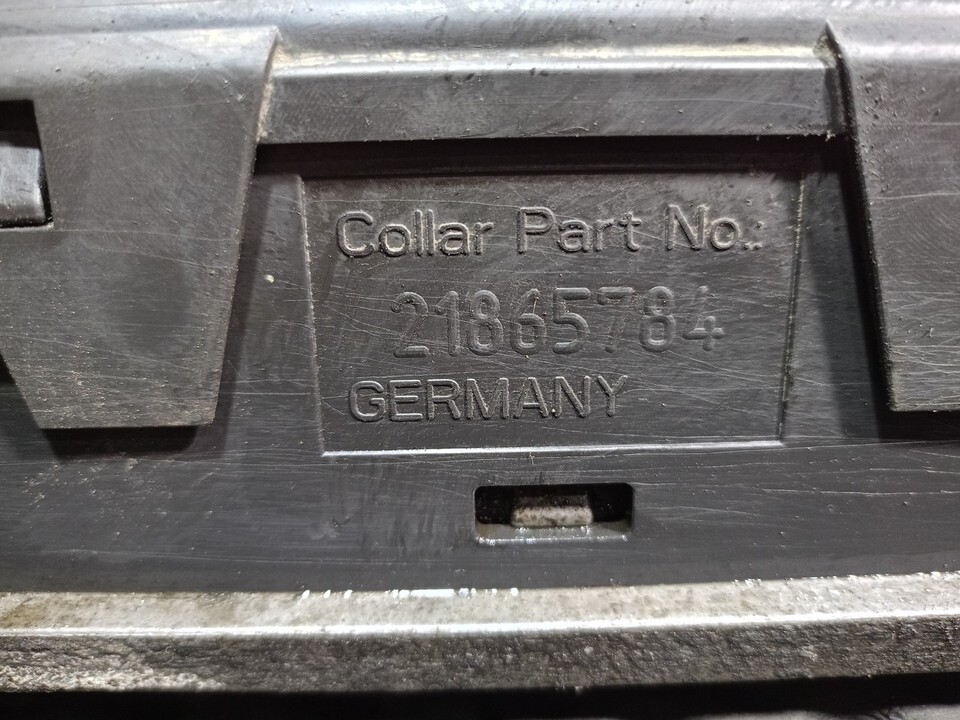 Collar Part No.:
21865784
GERMANY